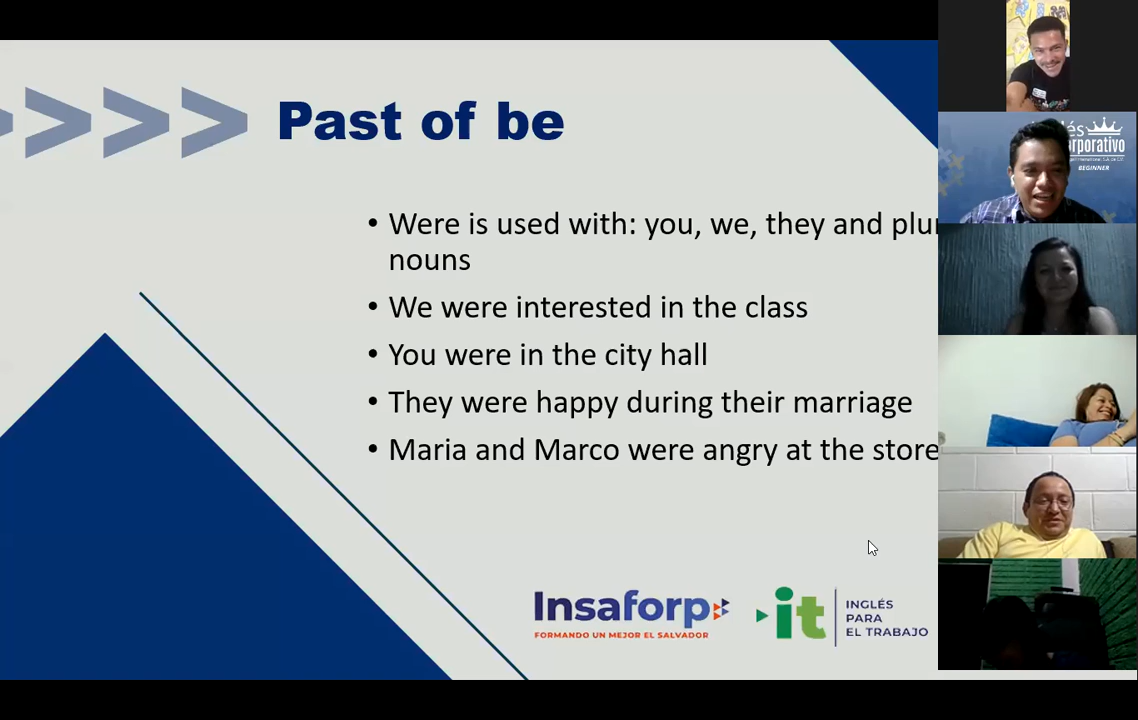 Past of be
• Were is used with: you, we, they and
nouns
• We were interested in the class
• You were in the city hall
• They were happy during their marriage
• Maria and Marco were angry at the store
Insaforp
FORMANDO UN MEJOR EL SALVADOR
it
INGLÉS
PARA
EL TRABAJO
BEGINNER